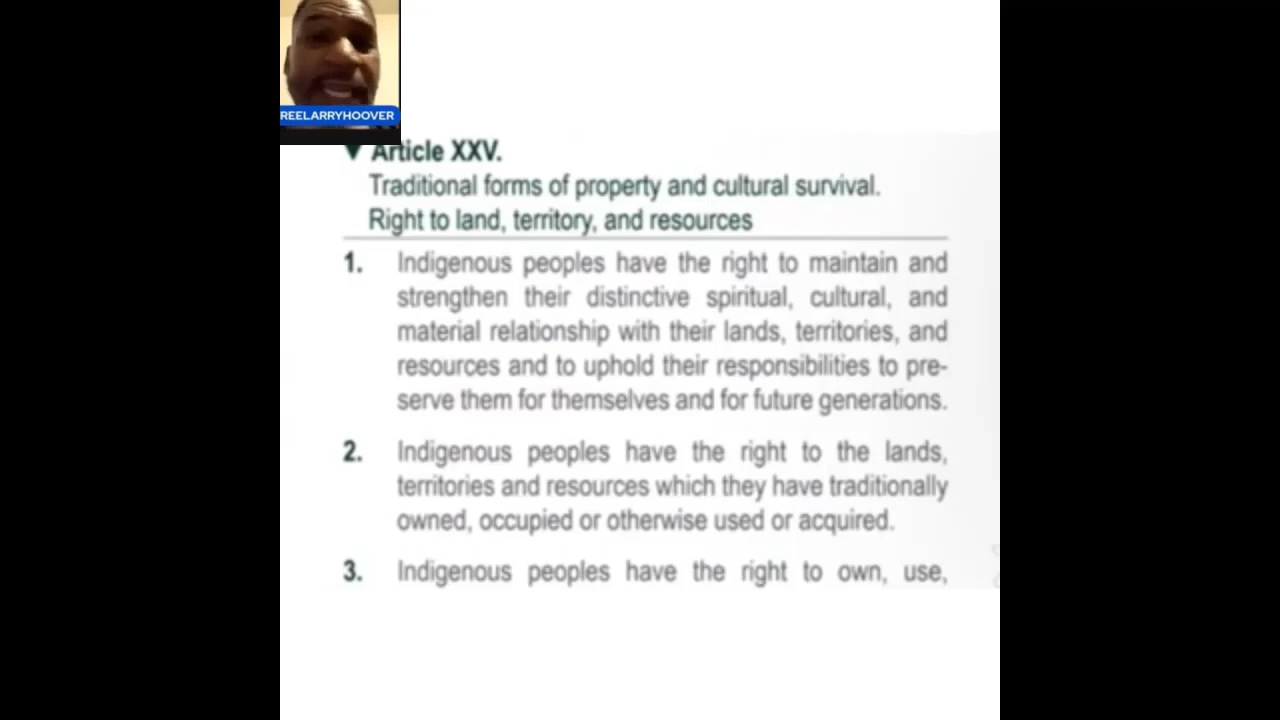 REELARRYHOOVER
▼ Article XXV.
Traditional forms of property and cultural survival.
Right to land, territory, and resources
1. Indigenous peoples have the right to maintain and
strengthen their distinctive spiritual, cultural, and
material relationship with their lands, territories, and
resources and to uphold their responsibilities to pre-
serve them for themselves and for future generations.
2. Indigenous peoples have the right to the lands,
territories and resources which they have traditionally
owned, occupied or otherwise used or acquired.
3. Indigenous peoples have the right to own, use,